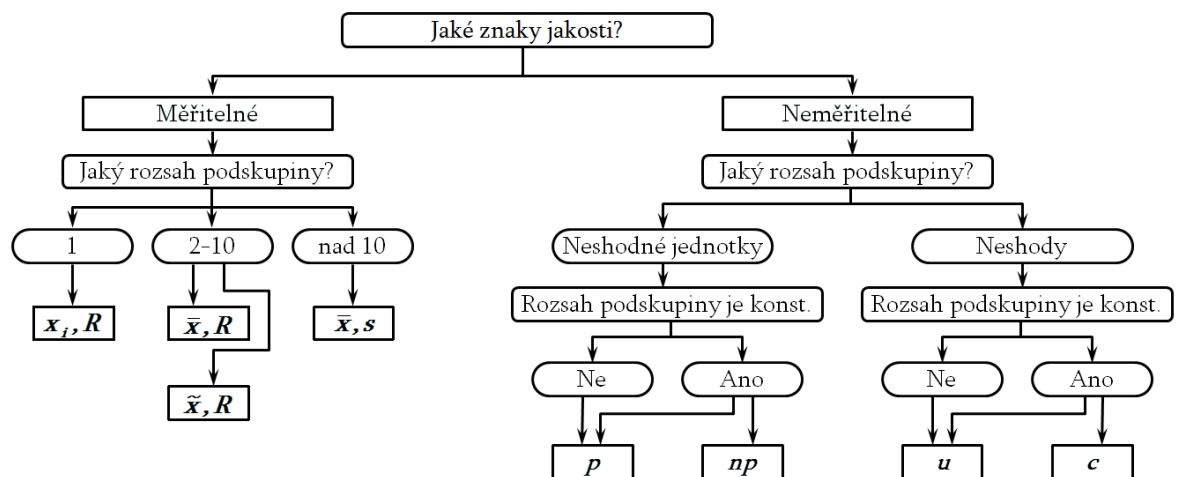 Jaké znaky jakosti?
Měřitelné
Neměřitelné
Jaký rozsah podskupiny?
Jaký rozsah podskupiny?
1
2-10
nad 10
Neshodné jednotky
Neshody
x_i, R
x̄, R
x̄, s
Rozsah podskupiny je konst.
Rozsah podskupiny je konst.
x̃, R
Ne
Ano
Ne
Ano
p
np
u
c